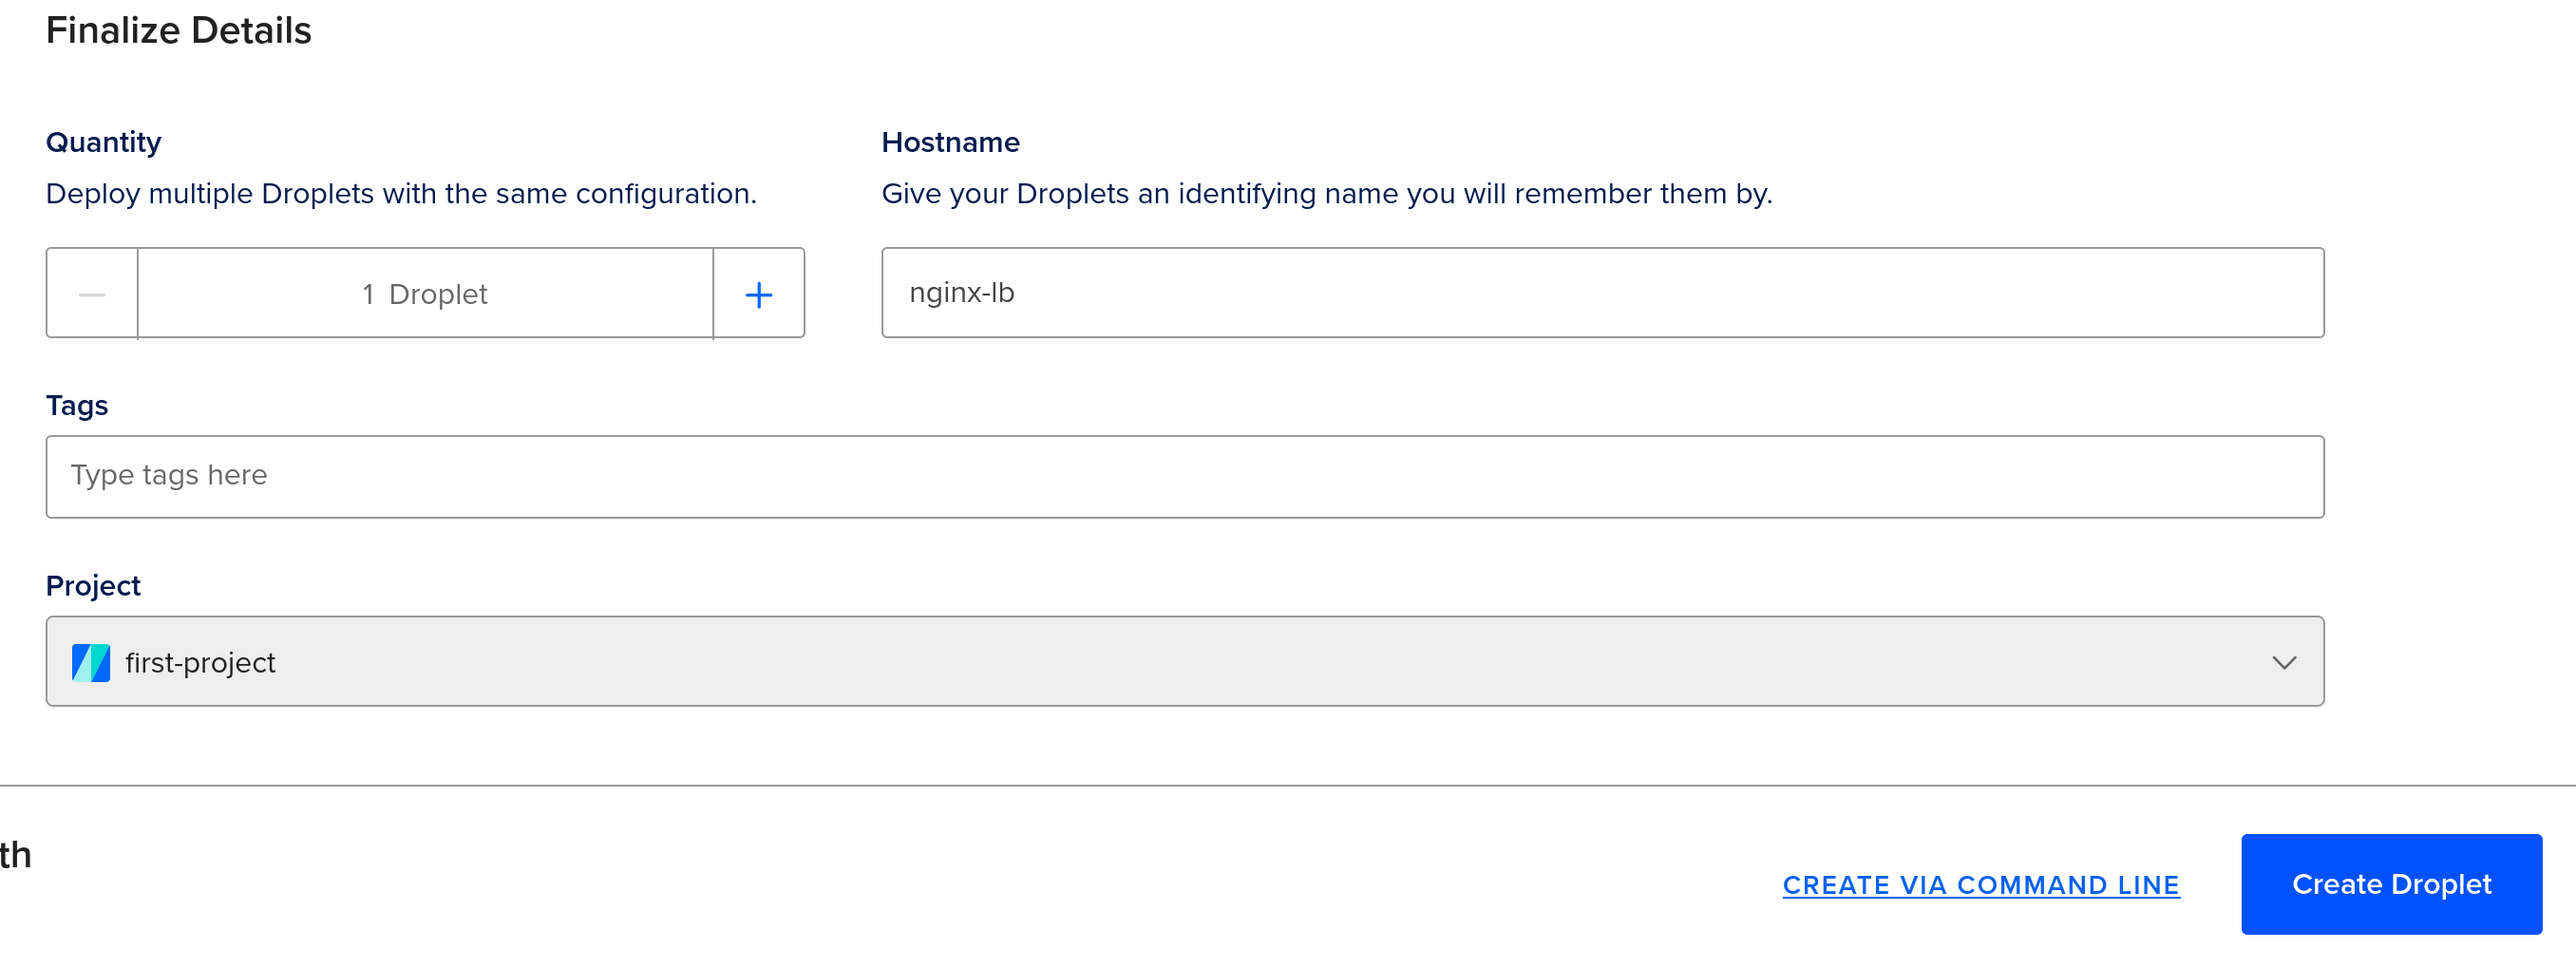 Finalize Details
Quantity
Deploy multiple Droplets with the same configuration.
1 Droplet
Hostname
Give your Droplets an identifying name you will remember them by.
nginx-lb
Tags
Type tags here
Project
first-project
th
CREATE VIA COMMAND LINE
Create Droplet